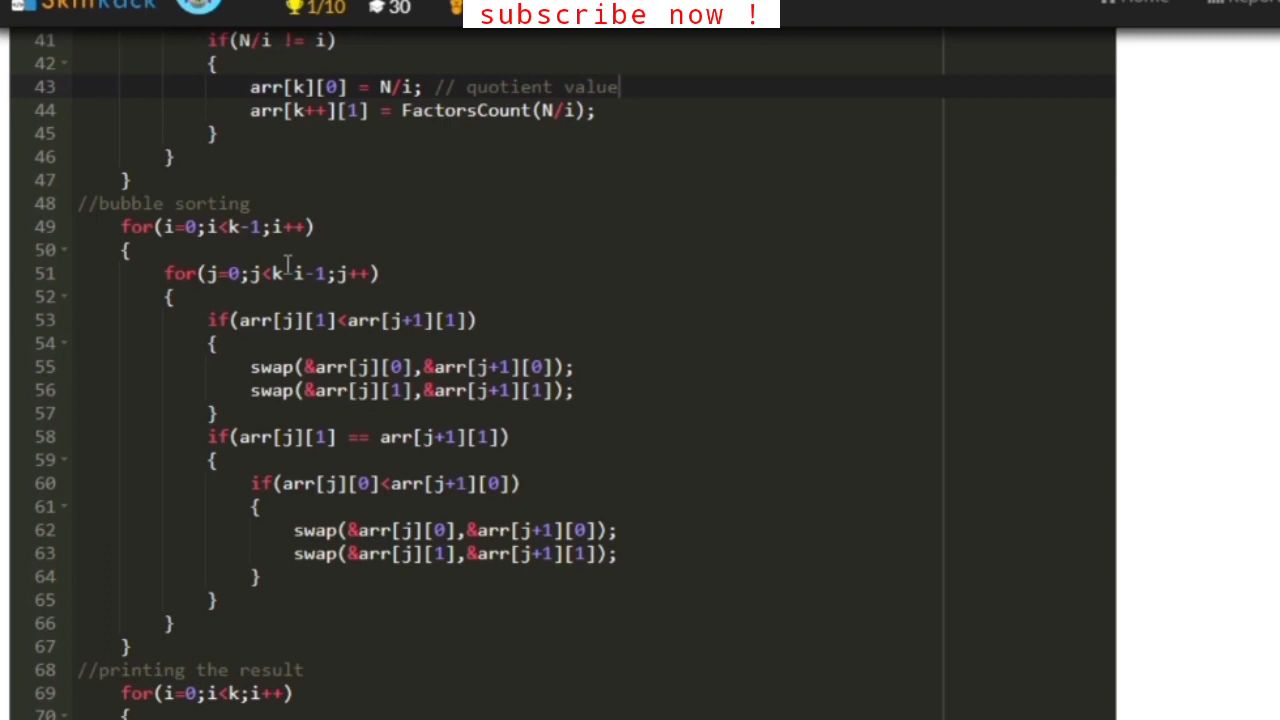 SkillRack 1/10 30
subscribe now !
41 if(N/i != i)
42 {
43 arr[k][0] = N/i; // quotient value
44 arr[k++][1] = FactorsCount(N/i);
45 }
46 }
47 }
48 //bubble sorting
49 for(i=0;i<k-1;i++)
50 {
51 for(j=0;j<k-i-1;j++)
52 {
53 if(arr[j][1]<arr[j+1][1])
54 {
55 swap(&arr[j][0],&arr[j+1][0]);
56 swap(&arr[j][1],&arr[j+1][1]);
57 }
58 if(arr[j][1] == arr[j+1][1])
59 {
60 if(arr[j][0]<arr[j+1][0])
61 {
62 swap(&arr[j][0],&arr[j+1][0]);
63 swap(&arr[j][1],&arr[j+1][1]);
64 }
65 }
66 }
67 }
68 //printing the result
69 for(i=0;i<k;i++)
70 {